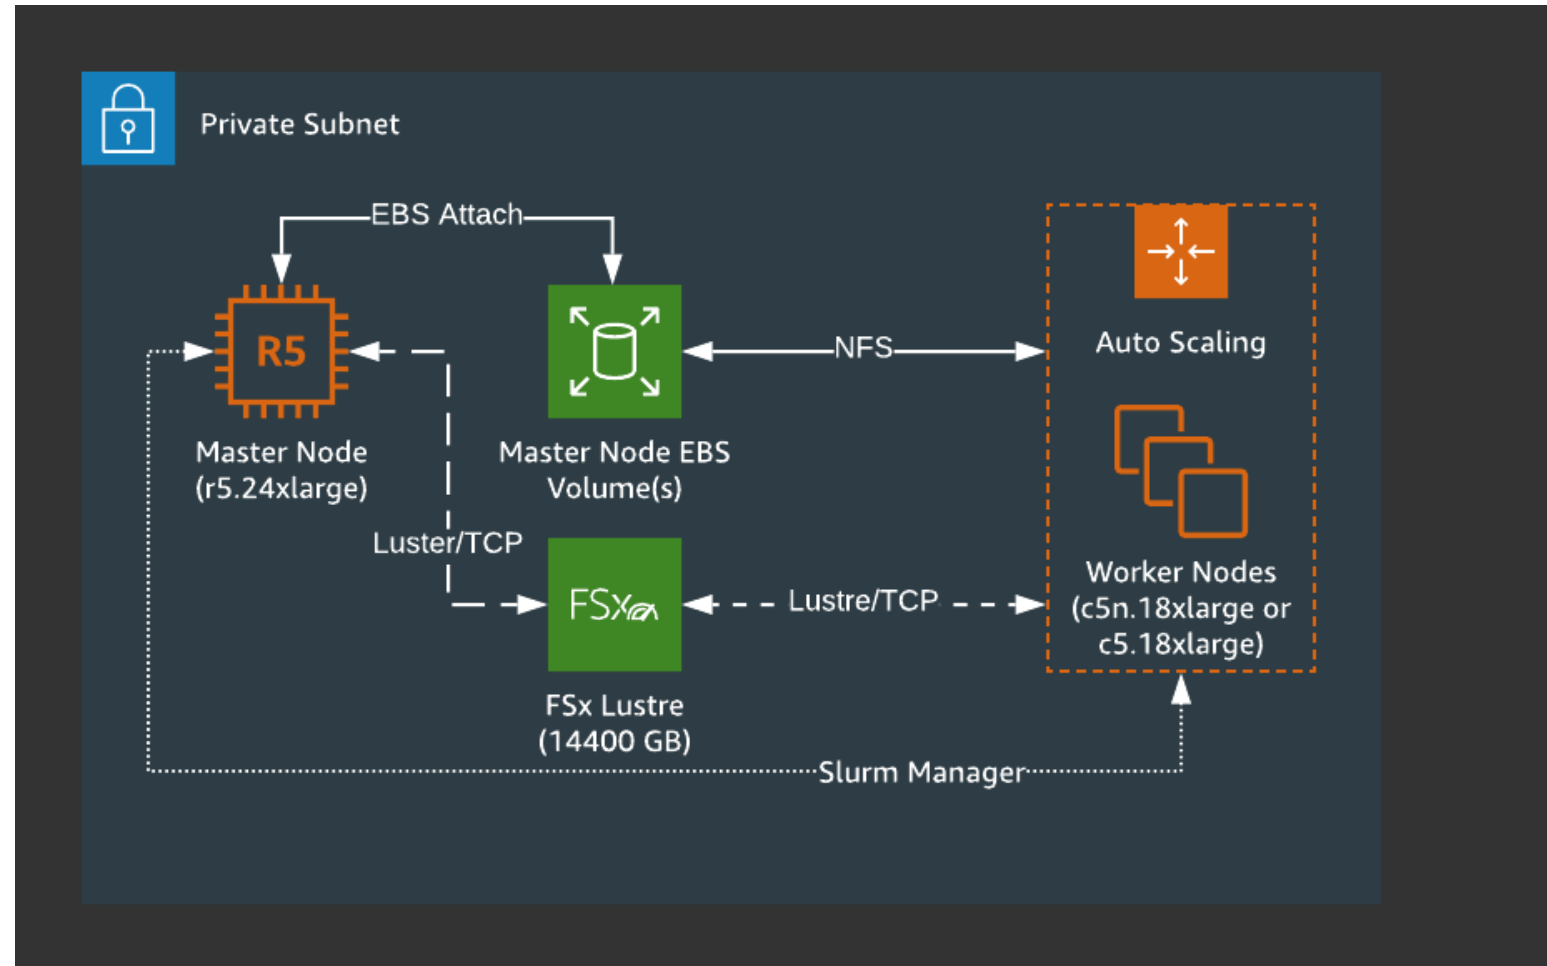 Private Subnet
EBS Attach
R5
NFS
Auto Scaling
Master Node
(r5.24xlarge)
Master Node EBS
Volume(s)
Luster/TCP
FSx
Lustre/TCP
Worker Nodes
(c5n.18xlarge or
c5.18xlarge)
FSx Lustre
(14400 GB)
Slurm Manager